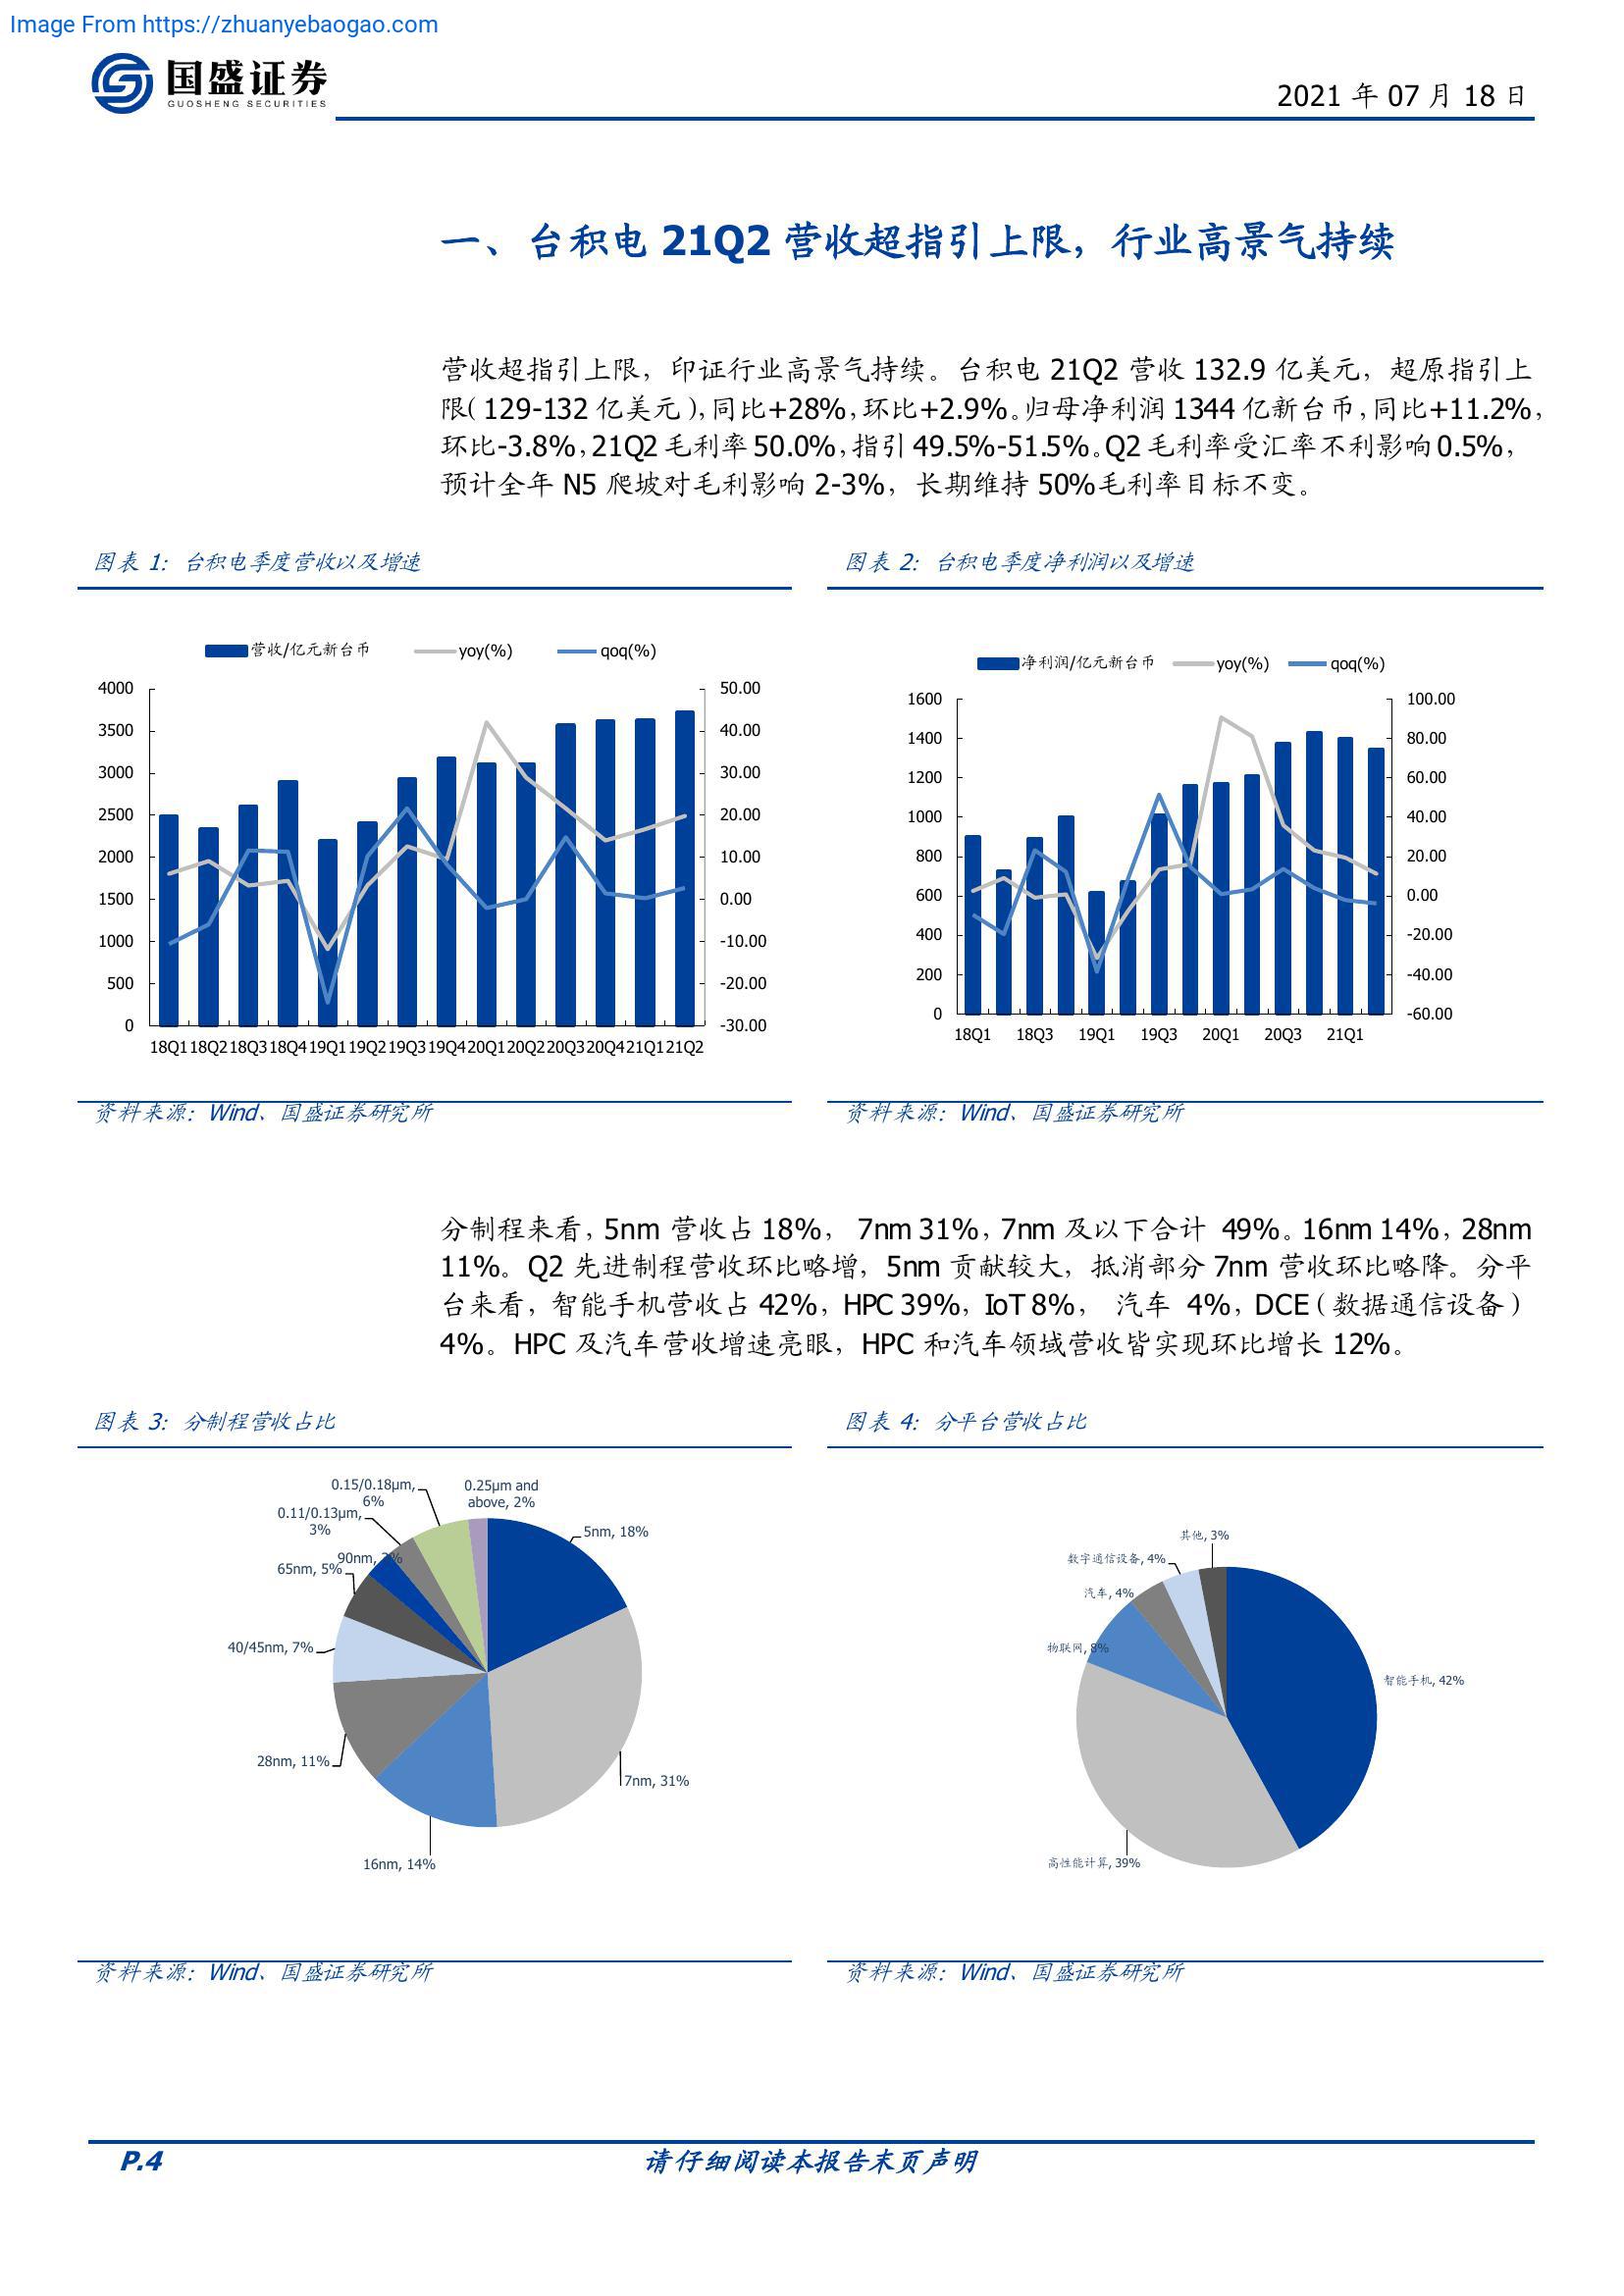 Image From https://zhuanyebaogao.com
国盛证券
GUOSHENG SECURITIES
2021 年 07 月 18 日
一、台积电 21Q2 营收超指引上限，行业高景气持续
营收超指引上限，印证行业高景气持续。台积电 21Q2 营收 132.9 亿美元，超原指引上
限（129-132 亿美元），同比+28%，环比+2.9%。归母净利润 1344 亿新台币，同比+11.2%，
环比-3.8%，21Q2 毛利率 50.0%，指引 49.5%-51.5%。Q2 毛利率受汇率不利影响 0.5%，
预计全年 N5 爬坡对毛利影响 2-3%，长期维持 50%毛利率目标不变。
图表 1：台积电季度营收以及增速
营收/亿元新台币 yoy(%) qoq(%)
4000 50.00
3500 40.00
3000 30.00
2500 20.00
2000 10.00
1500 0.00
1000 -10.00
500 -20.00
0 -30.00
18Q1 18Q2 18Q3 18Q4 19Q1 19Q2 19Q3 19Q4 20Q1 20Q2 20Q3 20Q4 21Q1 21Q2
资料来源：Wind、国盛证券研究所
图表 2：台积电季度净利润以及增速
净利润/亿元新台币 yoy(%) qoq(%)
1600 100.00
1400 80.00
1200 60.00
1000 40.00
800 20.00
600 0.00
400 -20.00
200 -40.00
0 -60.00
18Q1 18Q3 19Q1 19Q3 20Q1 20Q3 21Q1
资料来源：Wind、国盛证券研究所
分制程来看，5nm 营收占 18%， 7nm 31%，7nm 及以下合计 49%。16nm 14%，28nm
11%。Q2 先进制程营收环比略增，5nm 贡献较大，抵消部分 7nm 营收环比略降。分平
台来看，智能手机营收占 42%，HPC 39%，IoT 8%， 汽车 4%，DCE（数据通信设备）
4%。HPC 及汽车营收增速亮眼，HPC 和汽车领域营收皆实现环比增长 12%。
图表 3：分制程营收占比
0.15/0.18μm,
6%
0.25μm and
above, 2%
0.11/0.13μm,
3%
5nm, 18%
90nm, 3%
65nm, 5%
40/45nm, 7%
28nm, 11%
7nm, 31%
16nm, 14%
资料来源：Wind、国盛证券研究所
图表 4：分平台营收占比
其他, 3%
数字通信设备, 4%
汽车, 4%
物联网, 8%
智能手机, 42%
高性能计算, 39%
资料来源：Wind、国盛证券研究所
P.4
请仔细阅读本报告末页声明